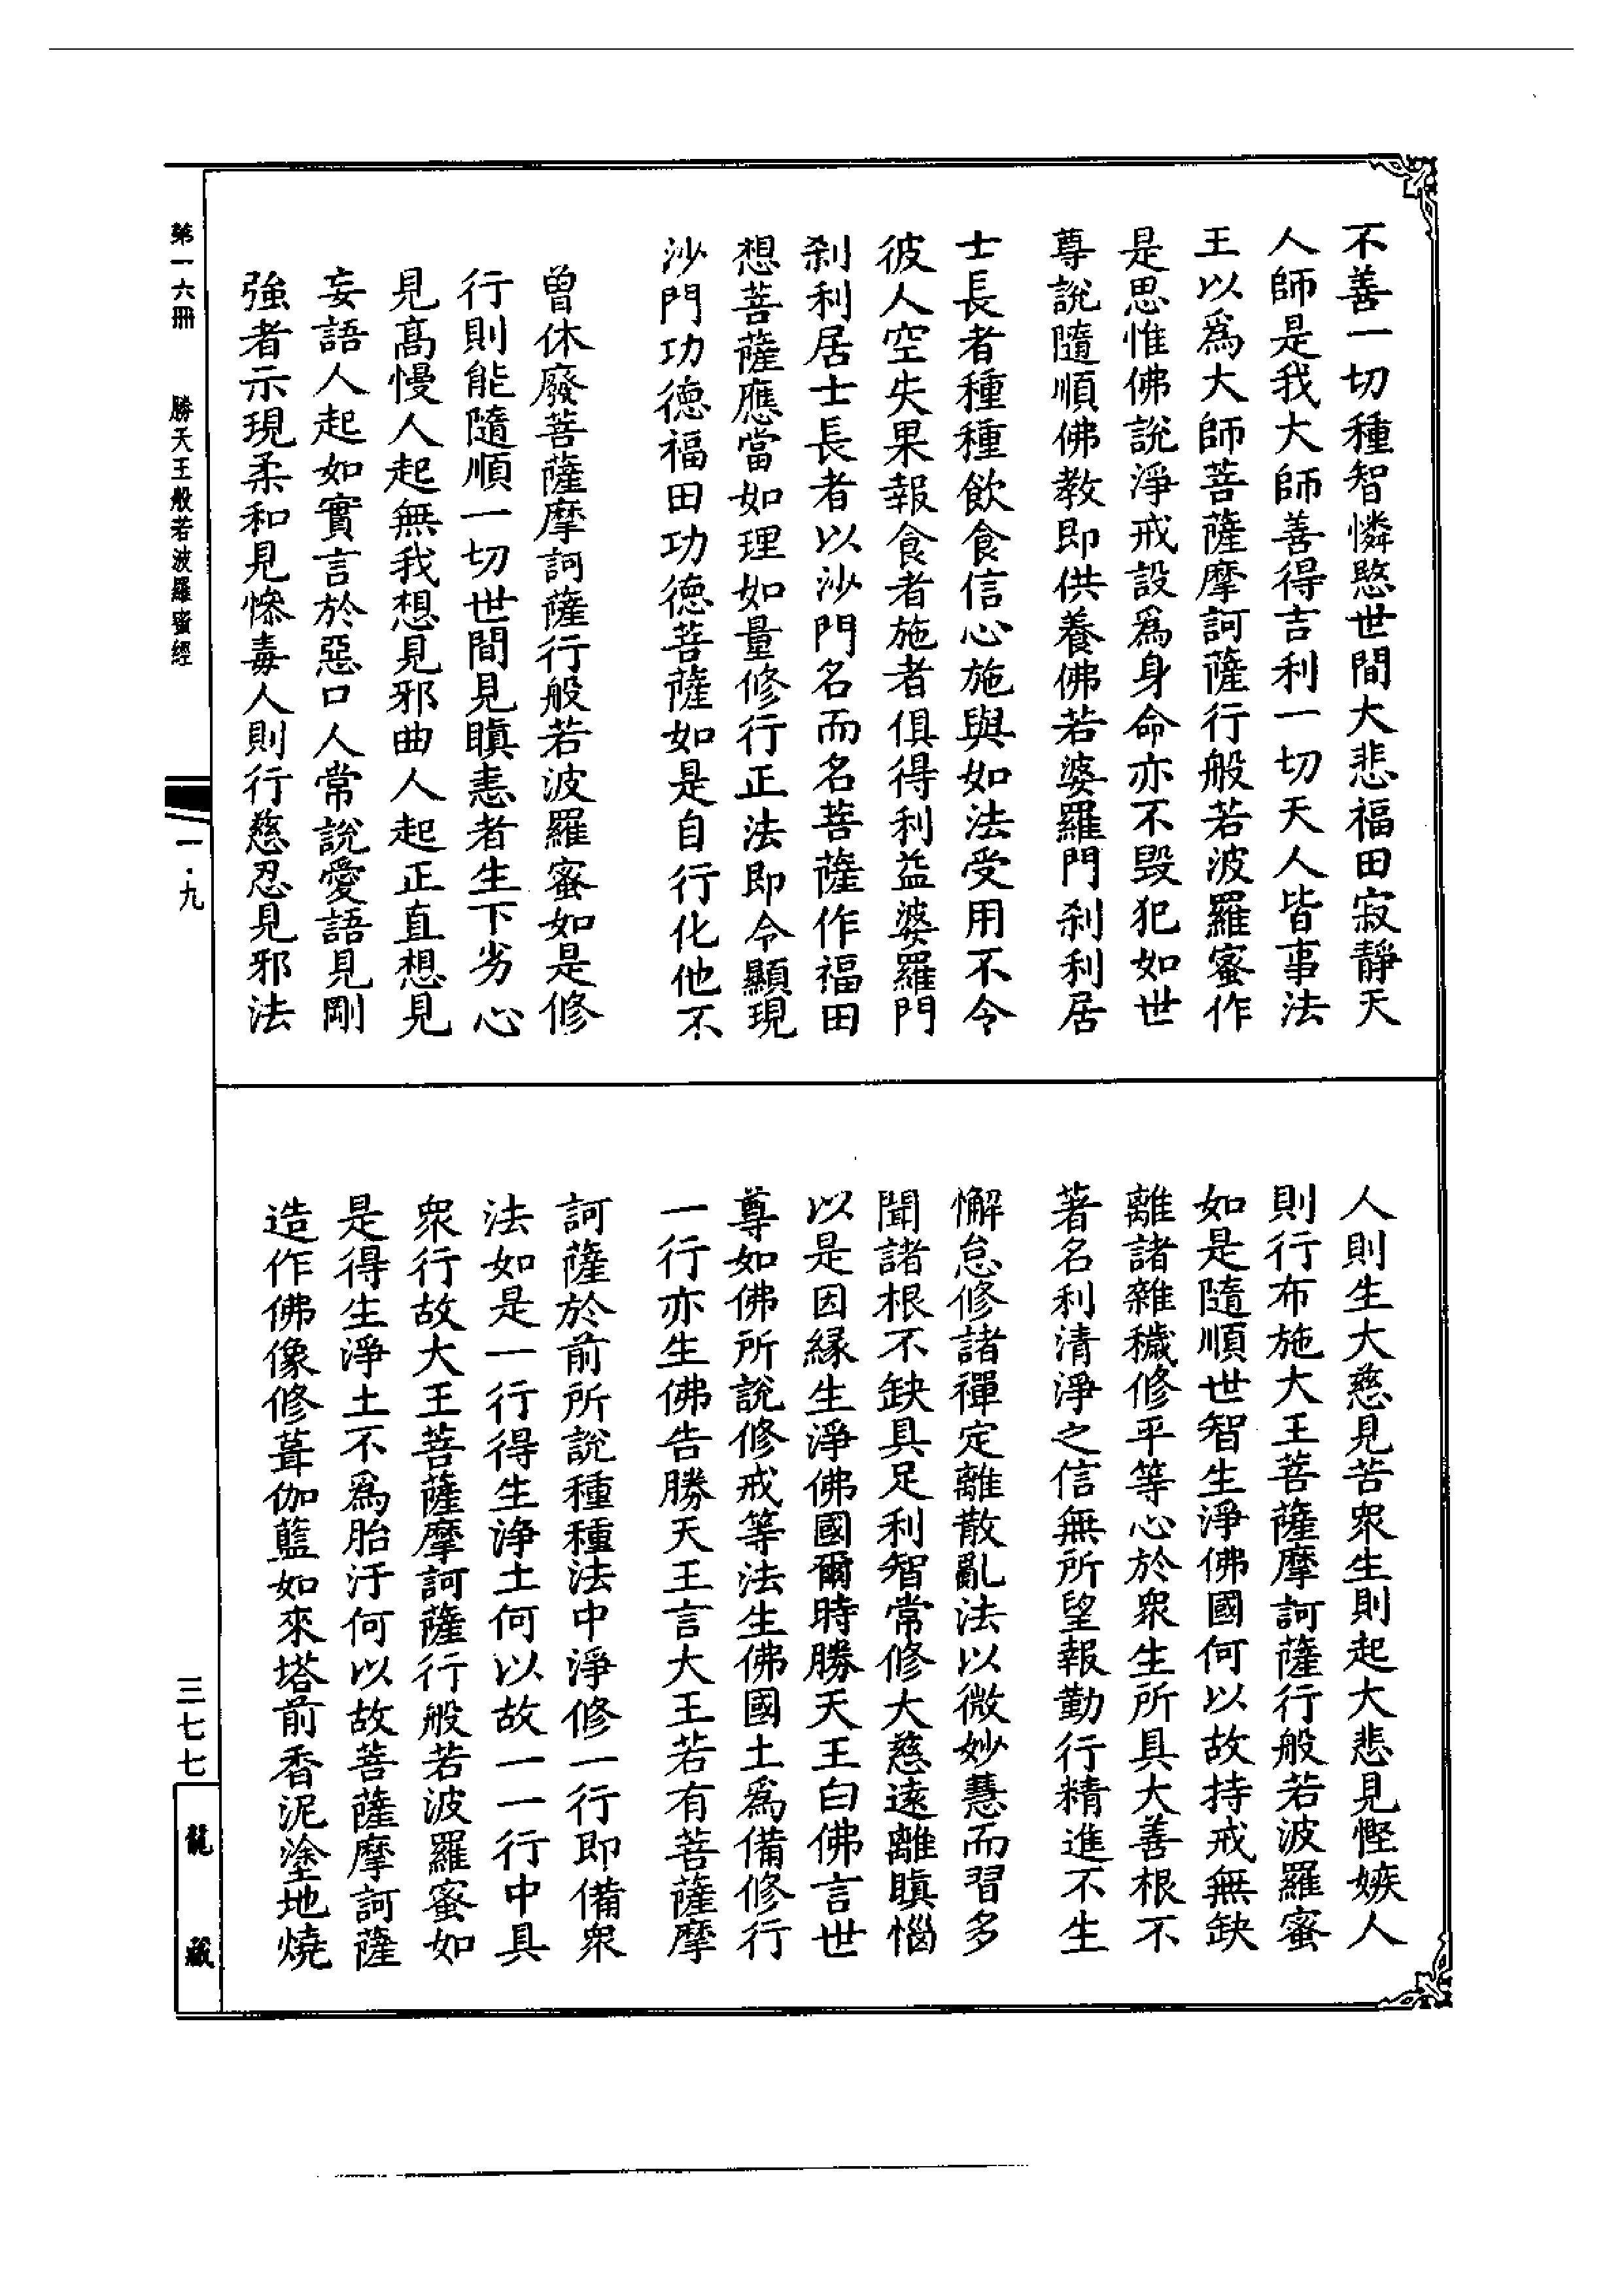 不善一切種智憐愍世間大悲福田寂靜天
人師是我大師善得吉利一切天人皆事法
王以爲大師菩薩摩訶薩行般若波羅蜜作
是思惟佛說淨戒設爲身命亦不毀犯如世
尊說隨順佛教即供養佛若婆羅門刹利居
士長者種種飲食信心施與如法受用不令
彼人空失果報食者施者俱得利益婆羅門
刹利居士長者以沙門名而名菩薩作福田
想菩薩應當如理如量修行正法即令顯現
沙門功德福田功德菩薩如是自行化他不
曾休廢菩薩摩訶薩行般若波羅蜜如是修
行則能隨順一切世間見瞋恚者生下劣心
見高慢人起無我想見邪曲人起正直想見
妄語人起如實言於惡口人常說愛語見剛
強者示現柔和見慘毒人則行慈忍見邪法
人則生大慈見苦衆生則起大悲見慳嫉人
則行布施大王菩薩摩訶薩行般若波羅蜜
如是隨順世智生淨佛國何以故持戒無缺
離諸雜穢修平等心於衆生所具大善根不
著名利清淨之信無所望報勤行精進不生
懈怠修諸禪定離散亂法以微妙慧而習多
聞諸根不缺具足利智常修大慈遠離瞋惱
以是因緣生淨佛國爾時勝天王白佛言世
尊如佛所說修戒等法生佛國土爲備修行
一行亦生佛告勝天王言大王若有菩薩摩
訶薩於前所說種種法中淨修一行即備衆
法如是一行得生淨土何以故一一行中具
衆行故大王菩薩摩訶薩行般若波羅蜜如
是得生淨土不爲胎汙何以故菩薩摩訶薩
造作佛像修葺伽藍如來塔前香泥塗地燒
第一六冊 勝天王般若波羅蜜經
一·九
三七七
龍藏